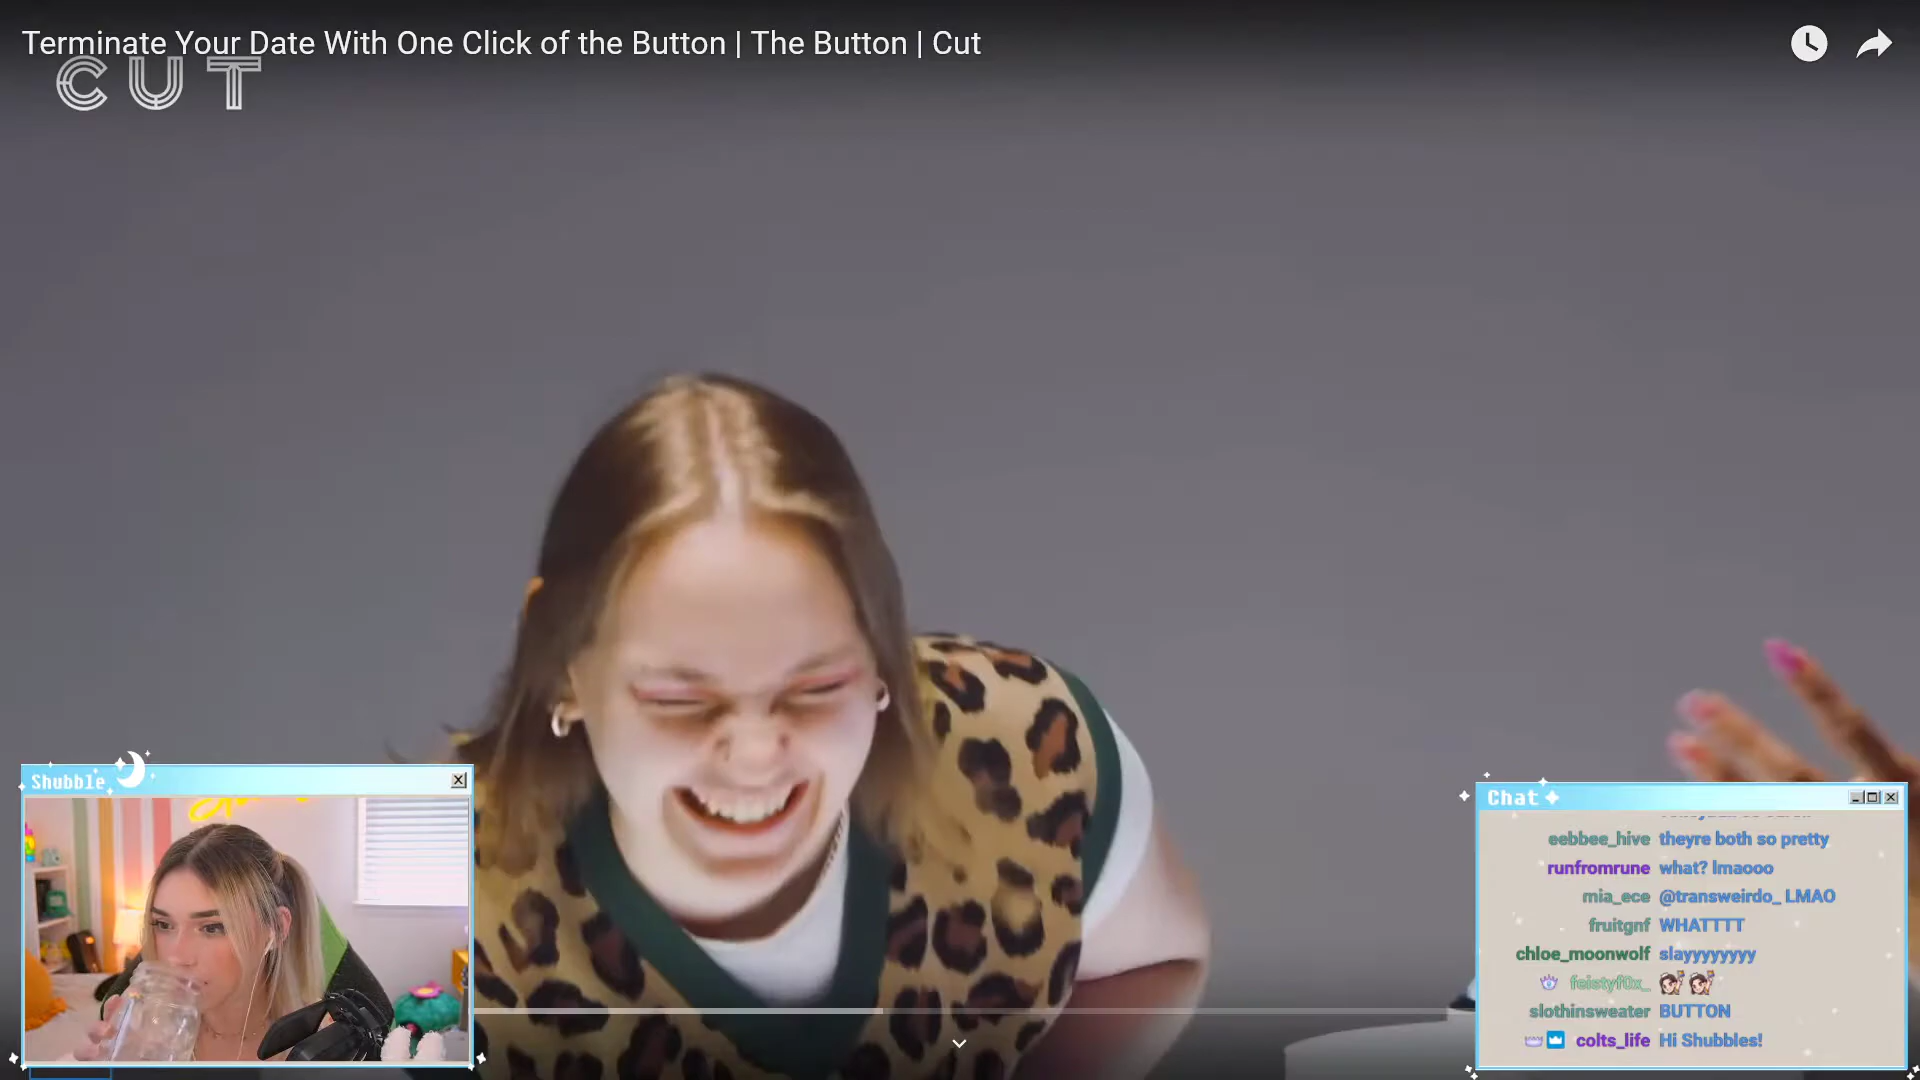 Terminate Your Date With One Click of the Button | The Button | Cut
CUT
Shubble
Chat
eebbee_hive theyre both so pretty
runfromrune what? lmaooo
mia_ece @transweirdo_ LMAO
fruitgnf WHATTTT
chloe_moonwolf slayyyyyyyy
feistyf0x_
slothinsweater BUTTON
colts_life Hi Shubbles!